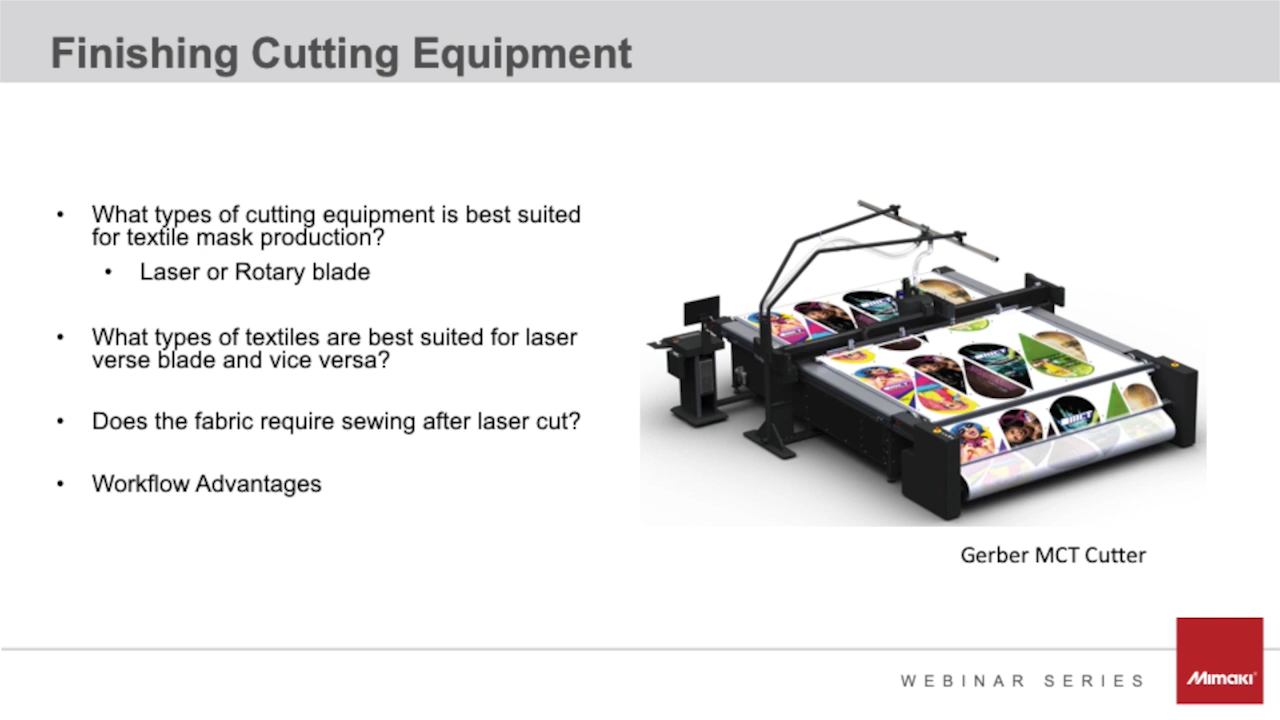 Finishing Cutting Equipment
• What types of cutting equipment is best suited
for textile mask production?
• Laser or Rotary blade
• What types of textiles are best suited for laser
verse blade and vice versa?
• Does the fabric require sewing after laser cut?
• Workflow Advantages
Gerber MCT Cutter
WEBINAR SERIES
Mimaki